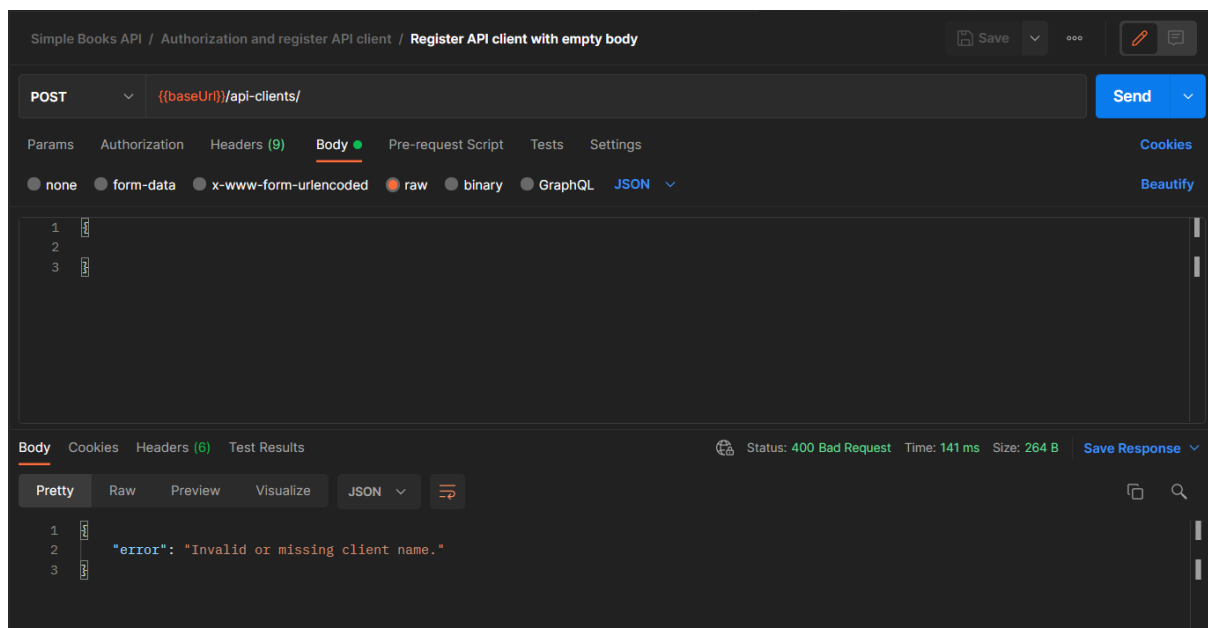 Simple Books API / Authorization and register API client / Register API client with empty body Save
POST {{baseUrl}}/api-clients/ Send
Params Authorization Headers (9) Body Pre-request Script Tests Settings Cookies
none form-data x-www-form-urlencoded raw binary GraphQL JSON Beautify
1 {
2
3 }
Body Cookies Headers (6) Test Results Status: 400 Bad Request Time: 141 ms Size: 264 B Save Response
Pretty Raw Preview Visualize JSON
1 {
2 "error": "Invalid or missing client name."
3 }